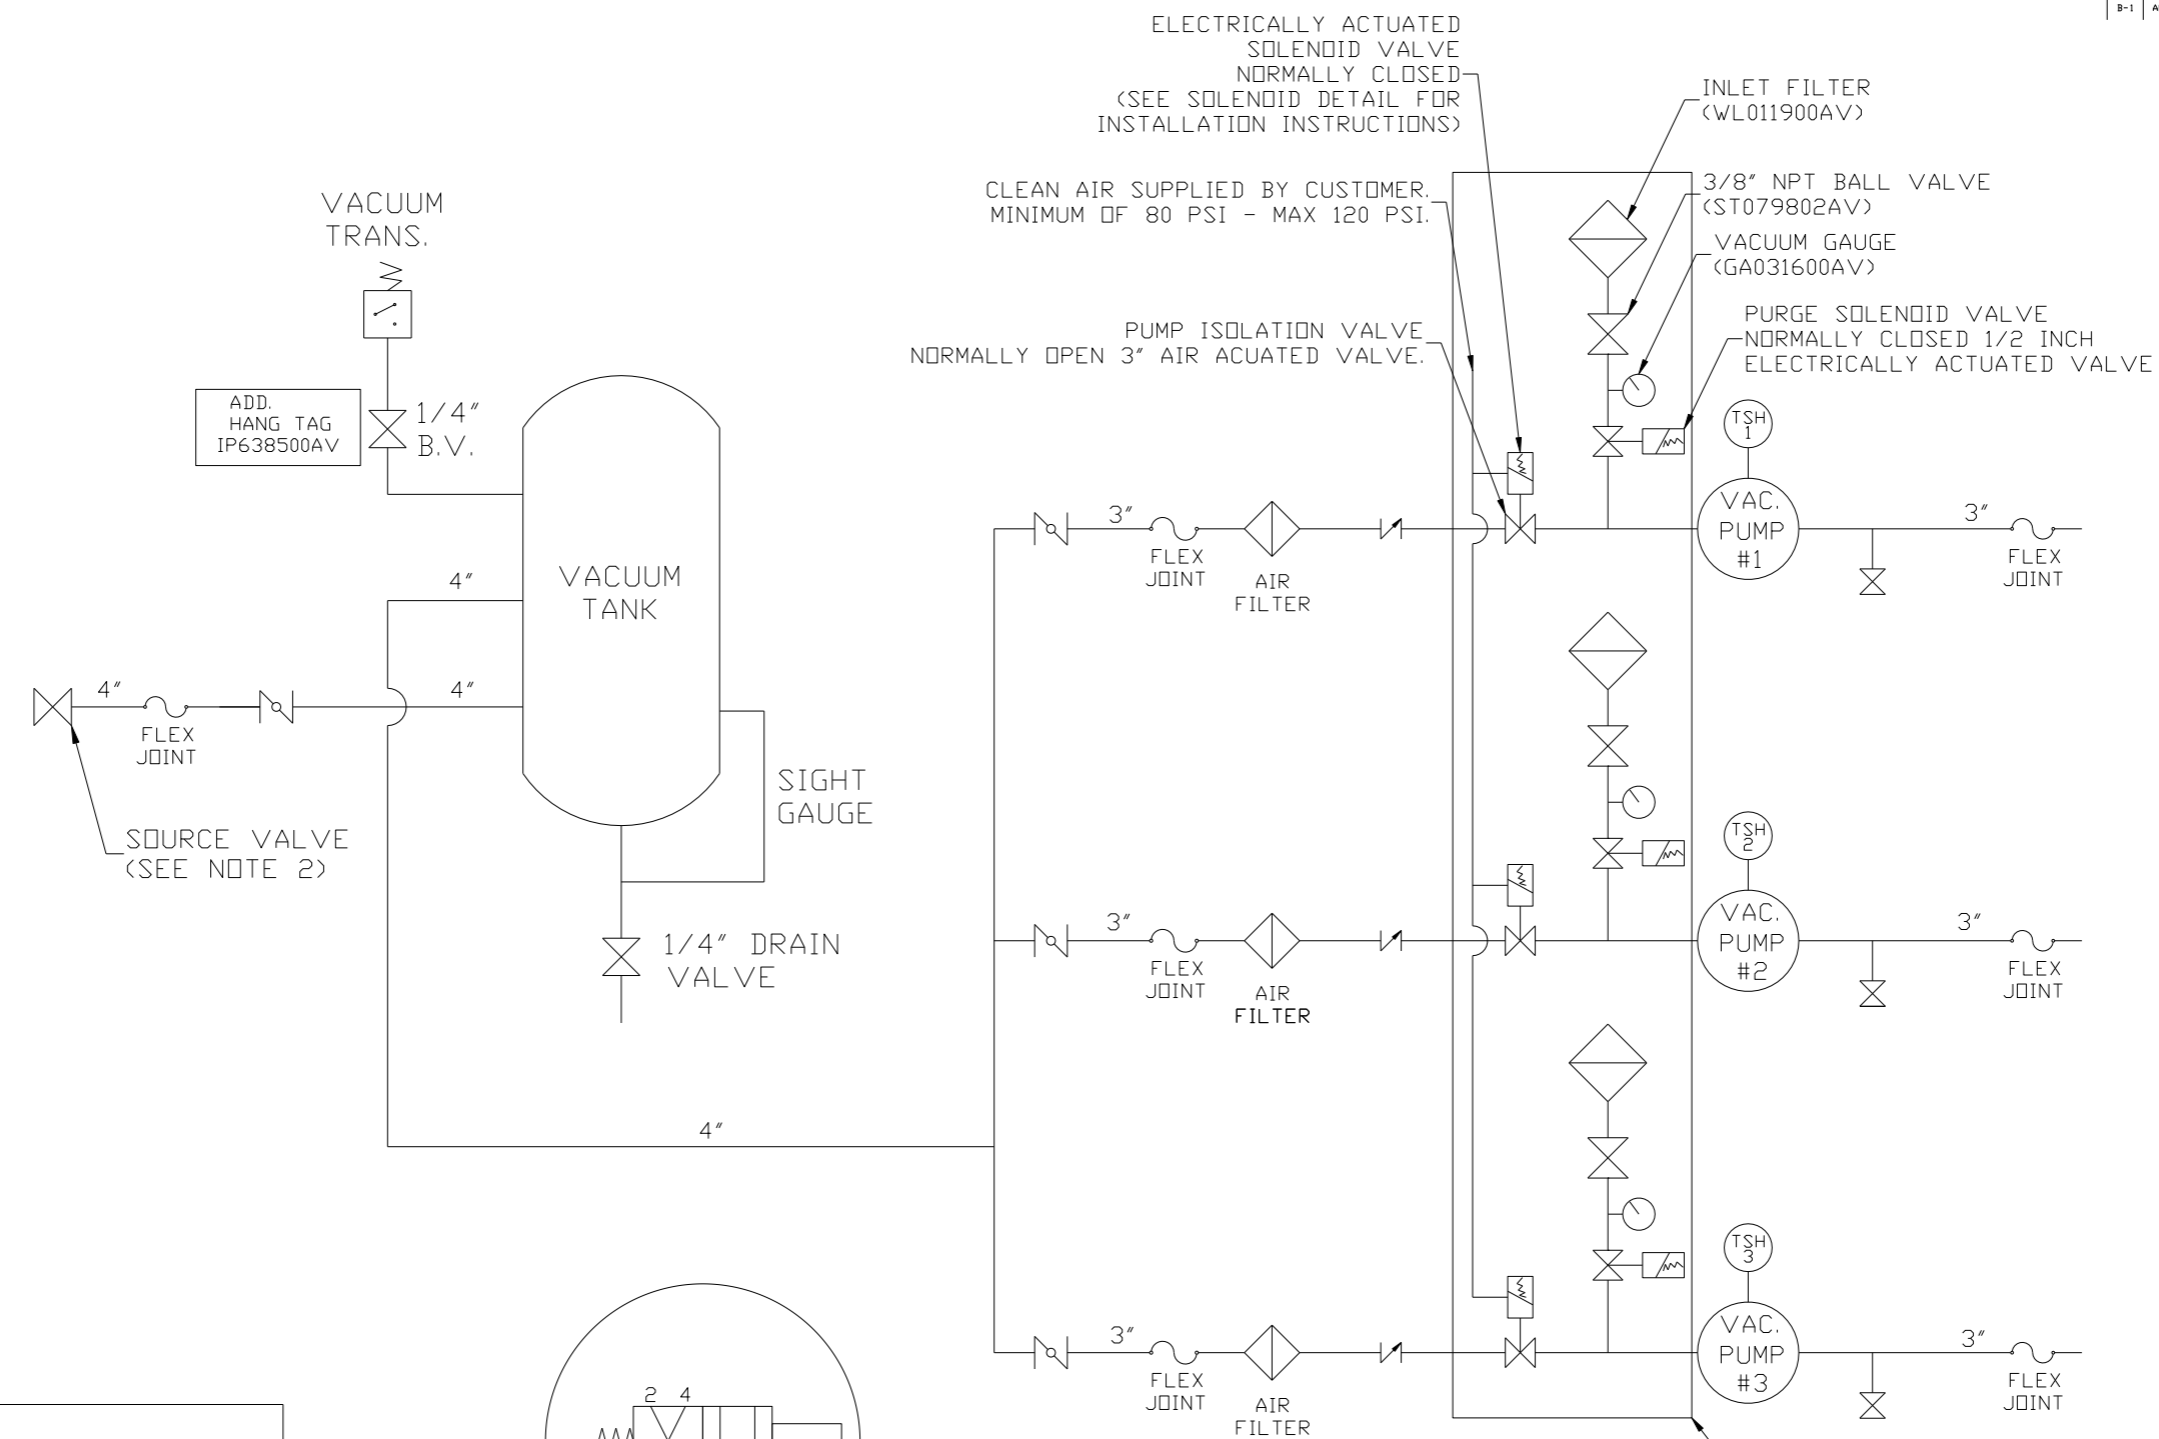 B-1
ELECTRICALLY ACTUATED
SOLENOID VALVE
NORMALLY CLOSED
(SEE SOLENOID DETAIL FOR
INSTALLATION INSTRUCTIONS)
INLET FILTER
(WL011900AV)
CLEAN AIR SUPPLIED BY CUSTOMER.
MINIMUM OF 80 PSI - MAX 120 PSI.
3/8" NPT BALL VALVE
(ST079802AV)
VACUUM GAUGE
(GA031600AV)
PURGE SOLENOID VALVE
NORMALLY CLOSED 1/2 INCH
ELECTRICALLY ACTUATED VALVE
PUMP ISOLATION VALVE
NORMALLY OPEN 3" AIR ACUATED VALVE.
VACUUM
TRANS.
ADD.
HANG TAG
IP638500AV
1/4"
B.V.
VACUUM
TANK
4"
4"
4"
FLEX
JOINT
SOURCE VALVE
(SEE NOTE 2)
SIGHT
GAUGE
1/4" DRAIN
VALVE
4"
TSH
1
VAC.
PUMP
#1
3"
FLEX
JOINT
AIR
FILTER
3"
FLEX
JOINT
TSH
2
VAC.
PUMP
#2
3"
FLEX
JOINT
AIR
FILTER
3"
FLEX
JOINT
TSH
3
VAC.
PUMP
#3
3"
FLEX
JOINT
AIR
FILTER
3"
FLEX
JOINT
2 4